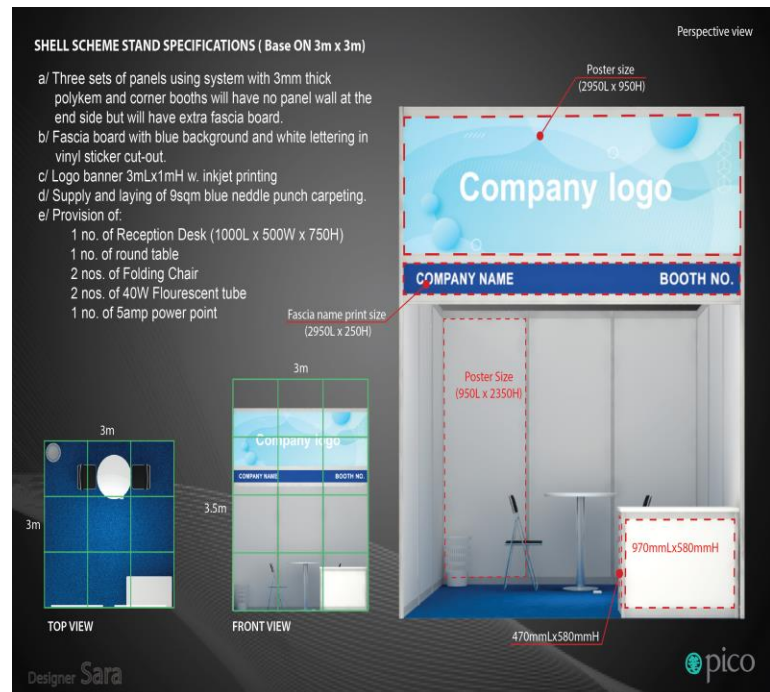 Perspective view
SHELL SCHEME STAND SPECIFICATIONS ( Base ON 3m x 3m)
a/ Three sets of panels using system with 3mm thick
polykem and corner booths will have no panel wall at the
end side but will have extra fascia board.
b/ Fascia board with blue background and white lettering in
vinyl sticker cut-out.
c/ Logo banner 3mLx1mH w. inkjet printing
d/ Supply and laying of 9sqm blue neddle punch carpeting.
e/ Provision of:
1 no. of Reception Desk (1000L x 500W x 750H)
1 no. of round table
2 nos. of Folding Chair
2 nos. of 40W Flourescent tube
1 no. of 5amp power point
Poster size
(2950L x 950H)
Company logo
COMPANY NAME BOOTH NO.
Fascia name print size
(2950L x 250H)
Poster Size
(950L x 2350H)
970mmLx580mmH
470mmLx580mmH
3m
3m
TOP VIEW
3m
3.5m
Company logo
COMPANY NAME BOOTH NO.
FRONT VIEW
Designer Sara
pico